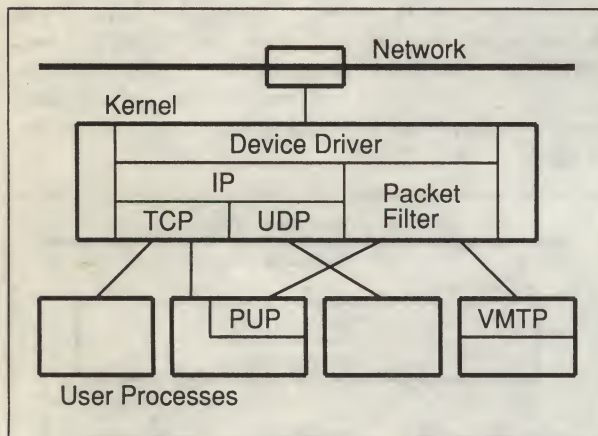 Network
Kernel
Device Driver
IP
Packet
Filter
TCP
UDP
PUP
VMTP
User Processes